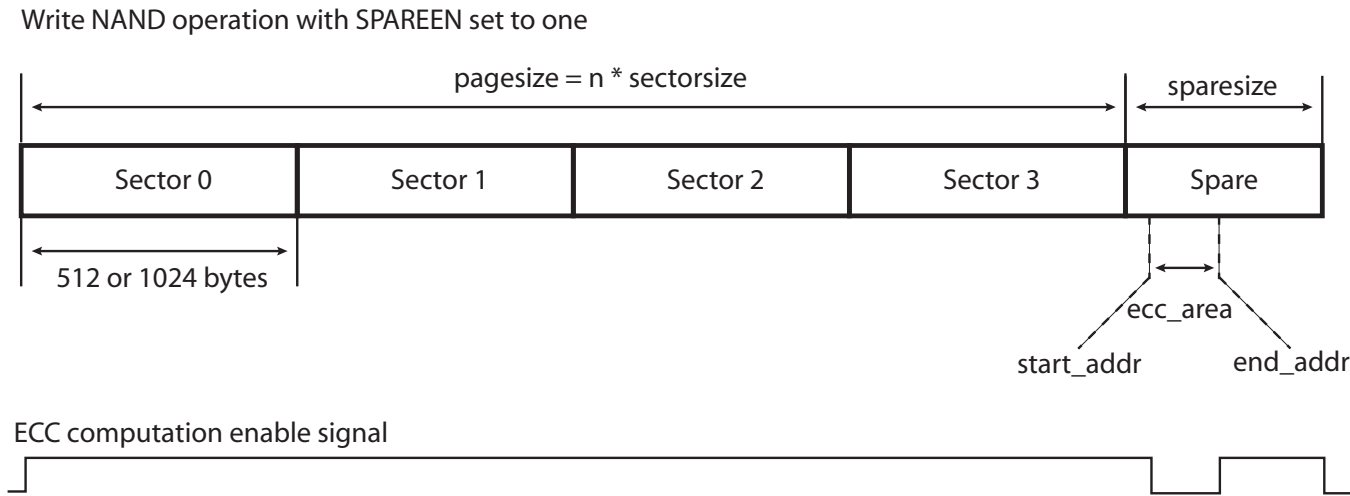 Write NAND operation with SPAREEN set to one
pagesize = n * sectorsize
sparesize
Sector 0
Sector 1
Sector 2
Sector 3
Spare
512 or 1024 bytes
ecc_area
start_addr
end_addr
ECC computation enable signal